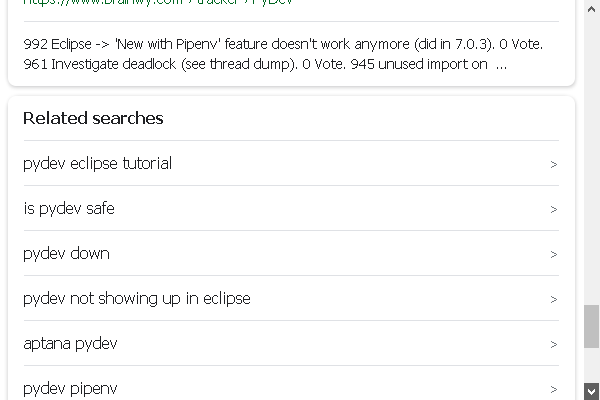 https://www.brainwy.com › tracker › PyDev
992 Eclipse -> 'New with Pipenv' feature doesn't work anymore (did in 7.0.3). 0 Vote.
961 Investigate deadlock (see thread dump). 0 Vote. 945 unused import on ...
Related searches
pydev eclipse tutorial >
is pydev safe >
pydev down >
pydev not showing up in eclipse >
aptana pydev >
pydev pipenv >